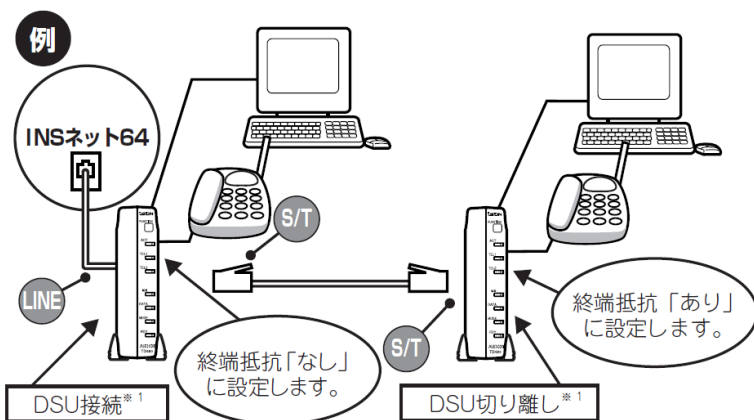 例
INSネット64
LINE
S/T
終端抵抗「なし」
に設定します。
DSU接続※1
S/T
終端抵抗「あり」
に設定します。
DSU切り離し※1